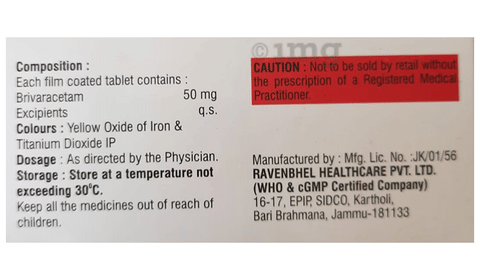 Composition :
Each film coated tablet contains :
Brivaracetam 50 mg
Excipients q.s.
Colours : Yellow Oxide of Iron &
Titanium Dioxide IP
Dosage : As directed by the Physician.
Storage : Store at a temperature not
exceeding 30°C.
Keep all the medicines out of reach of
children.
©1mg
CAUTION : Not to be sold by retail without
the prescription of a Registered Medical
Practitioner.
Manufactured by : Mfg. Lic. No. :JK/01/56
RAVENBHEL HEALTHCARE PVT. LTD.
(WHO & cGMP Certified Company)
16-17, EPIP, SIDCO, Kartholi,
Bari Brahmana, Jammu-181133